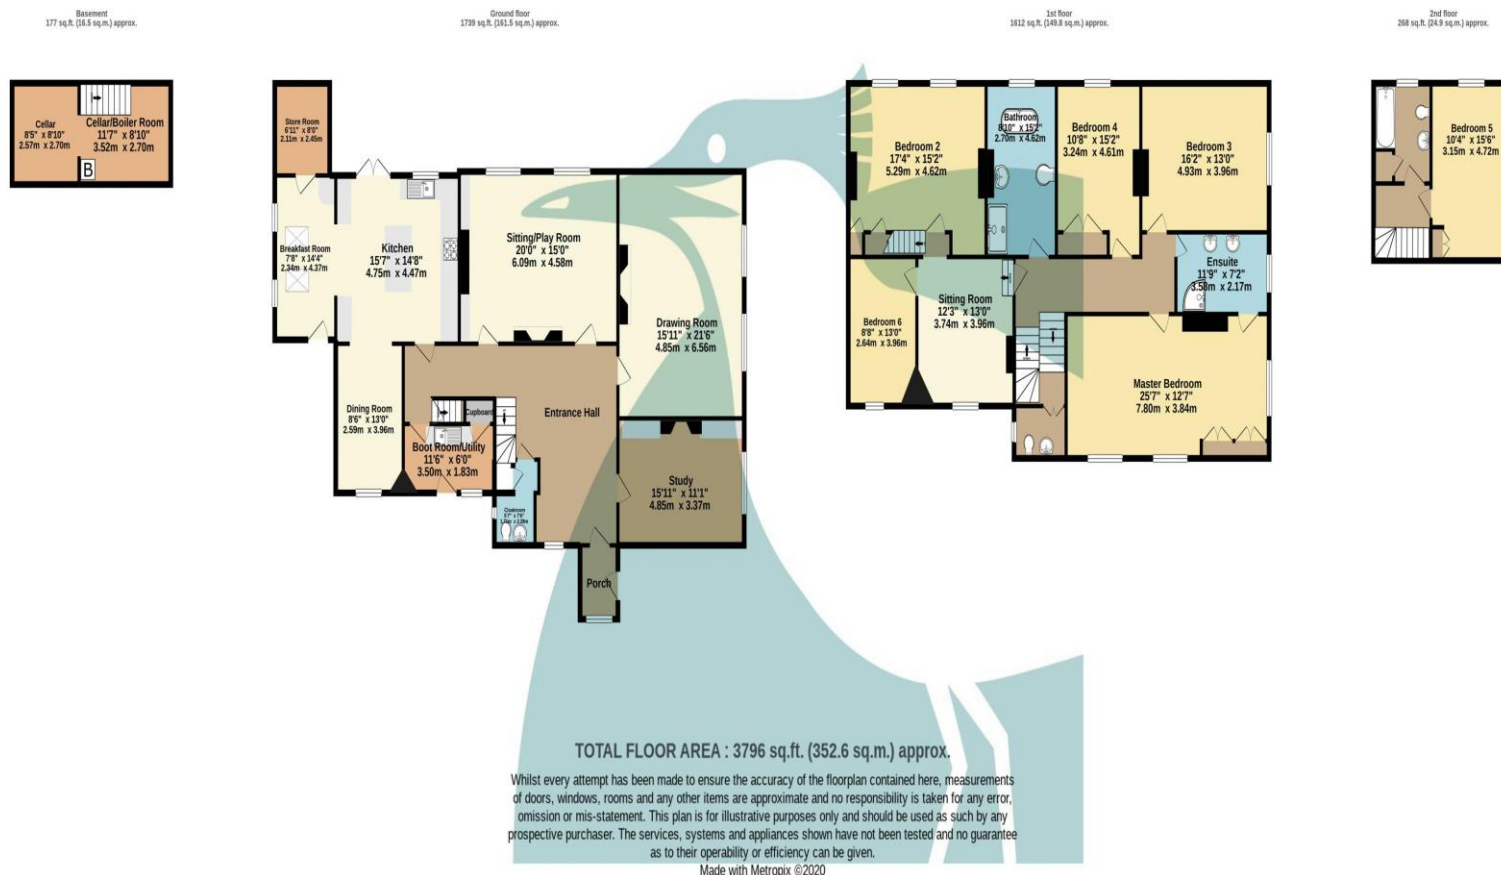 Basement
177 sq.ft. (16.5 sq.m.) approx.
Ground floor
1739 sq.ft. (161.5 sq.m.) approx.
1st floor
1612 sq.ft. (149.8 sq.m.) approx.
2nd floor
268 sq.ft. (24.9 sq.m.) approx.
Cellar
8'5" x 8'10"
2.57m x 2.70m
Cellar/Boiler Room
11'7" x 8'10"
3.52m x 2.70m
B
Store Room
6'11" x 8'0"
2.11m x 2.45m
Breakfast Room
7'8" x 14'4"
2.34m x 4.37m
Kitchen
15'7" x 14'8"
4.75m x 4.47m
Sitting/Play Room
20'0" x 15'0"
6.09m x 4.58m
Drawing Room
15'11" x 21'6"
4.85m x 6.56m
Dining Room
8'6" x 13'0"
2.59m x 3.96m
Cupboard
Boot Room/Utility
11'6" x 6'0"
3.50m x 1.83m
Entrance Hall
Cloakroom
Study
15'11" x 11'1"
4.85m x 3.37m
Porch
Bedroom 2
17'4" x 15'2"
5.29m x 4.62m
Bathroom
8'10" x 15'2"
2.70m x 4.62m
Bedroom 4
10'8" x 15'2"
3.24m x 4.61m
Bedroom 3
16'2" x 13'0"
4.93m x 3.96m
Ensuite
11'9" x 7'2"
3.58m x 2.17m
Bedroom 6
8'8" x 13'0"
2.64m x 3.96m
Sitting Room
12'3" x 13'0"
3.74m x 3.96m
Master Bedroom
25'7" x 12'7"
7.80m x 3.84m
Bedroom 5
10'4" x 15'6"
3.15m x 4.72m
TOTAL FLOOR AREA : 3796 sq.ft. (352.6 sq.m.) approx.
Whilst every attempt has been made to ensure the accuracy of the floorplan contained here, measurements
of doors, windows, rooms and any other items are approximate and no responsibility is taken for any error,
omission or mis-statement. This plan is for illustrative purposes only and should be used as such by any
prospective purchaser. The services, systems and appliances shown have not been tested and no guarantee
as to their operability or efficiency can be given.
Made with Metropix ©2020